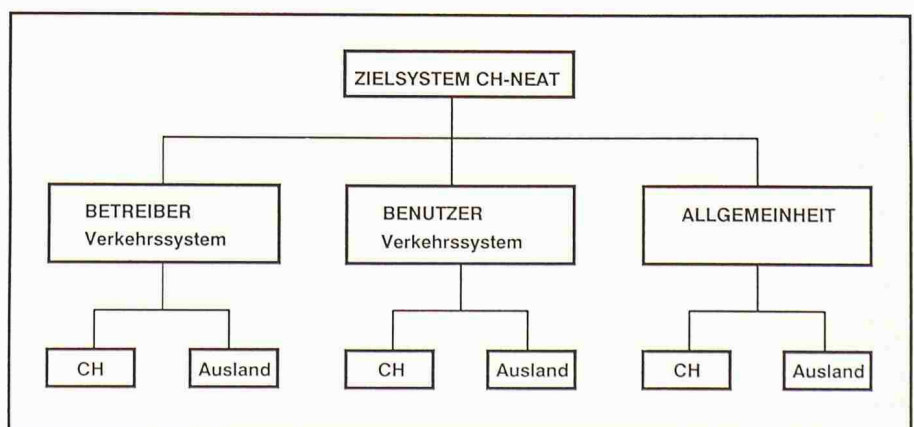 ZIELSYSTEM CH-NEAT
BETREIBER
Verkehrssystem
BENUTZER
Verkehrssystem
ALLGEMEINHEIT
CH
Ausland
CH
Ausland
CH
Ausland